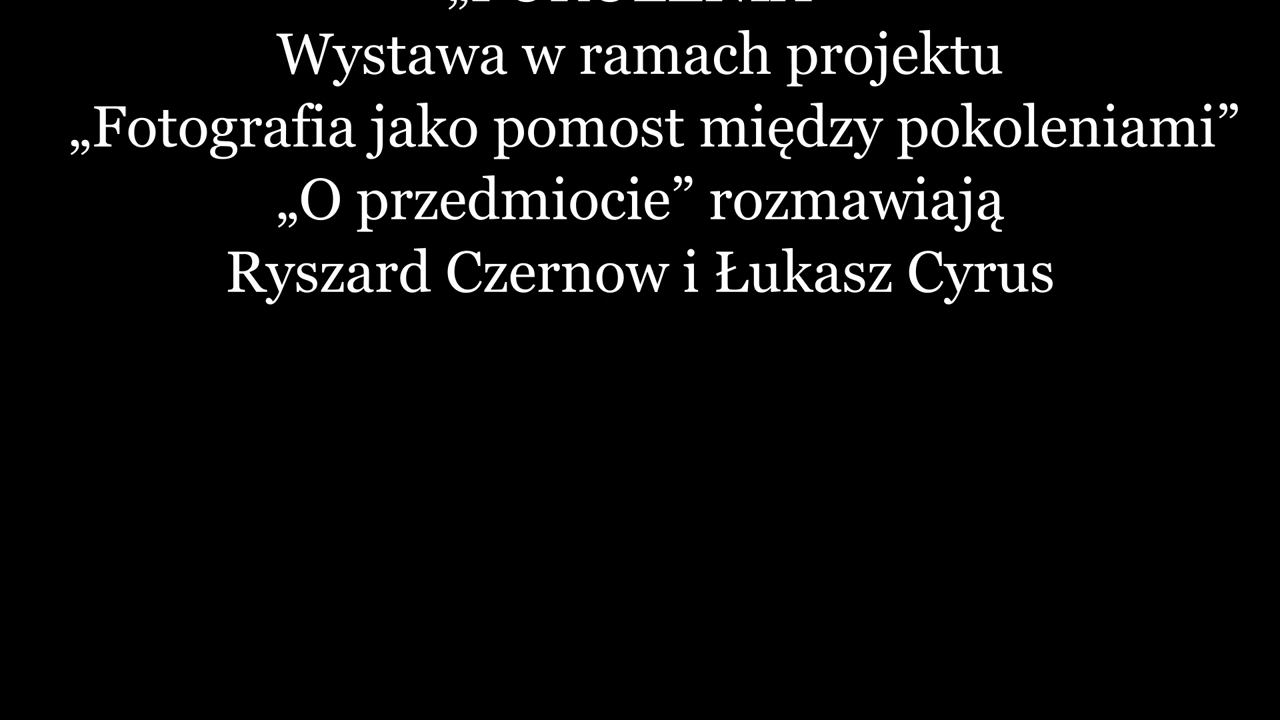 Wystawa w ramach projektu
„Fotografia jako pomost między pokoleniami”
„O przedmiocie” rozmawiają
Ryszard Czernow i Łukasz Cyrus